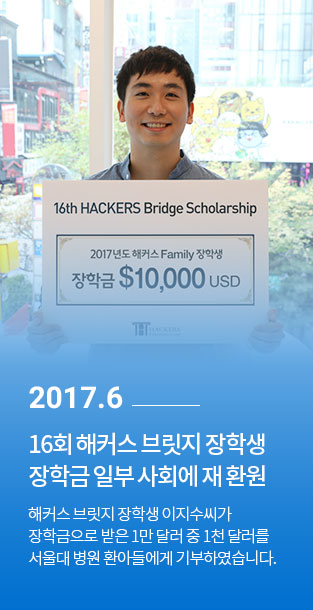 16th HACKERS Bridge Scholarship
2017년도 해커스 Family 장학생
장학금 $10,000 USD
HACKERS
2017.6
16회 해커스 브릿지 장학생
장학금 일부 사회에 재 환원
해커스 브릿지 장학생 이지수씨가
장학금으로 받은 1만 달러 중 1천 달러를
서울대 병원 환아들에게 기부하였습니다.